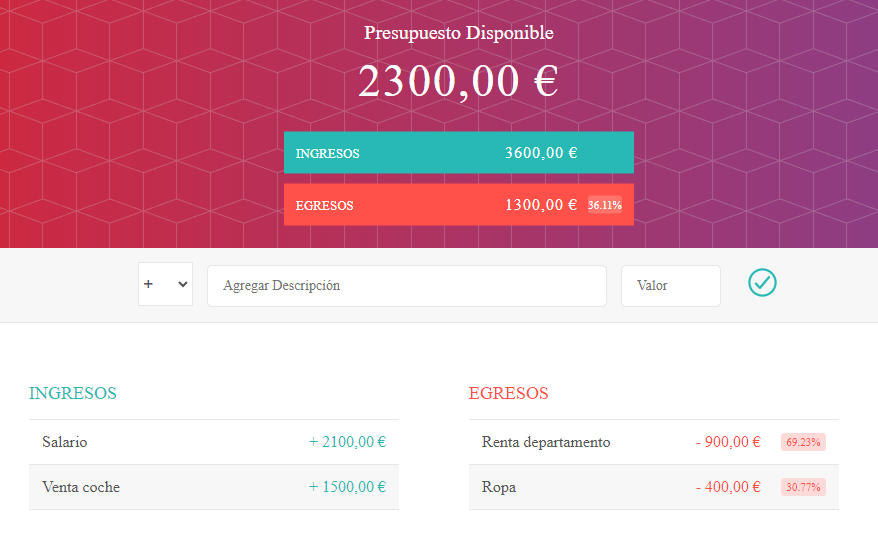 Presupuesto Disponible
2300,00 €
INGRESOS 3600,00 €
EGRESOS 1300,00 € 36.11%
+ Agregar Descripción Valor
INGRESOS
Salario + 2100,00 €
Venta coche + 1500,00 €
EGRESOS
Renta departamento - 900,00 € 69.23%
Ropa - 400,00 € 30.77%